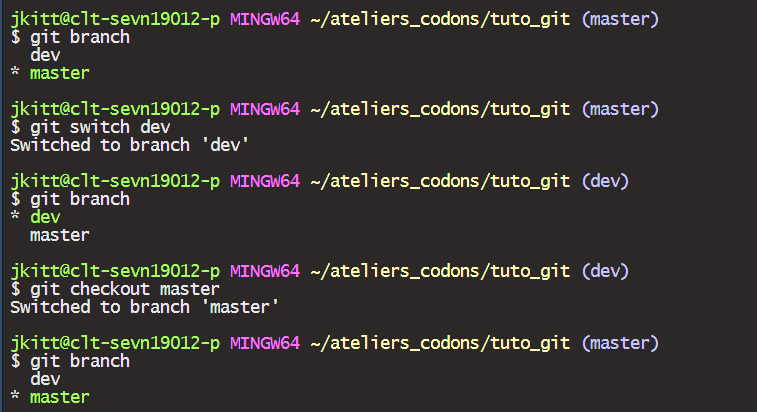 jkitt@clt-sevn19012-p MINGW64 ~/ateliers_codons/tuto_git (master)
$ git branch
  dev
* master
jkitt@clt-sevn19012-p MINGW64 ~/ateliers_codons/tuto_git (master)
$ git switch dev
Switched to branch 'dev'
jkitt@clt-sevn19012-p MINGW64 ~/ateliers_codons/tuto_git (dev)
$ git branch
* dev
  master
jkitt@clt-sevn19012-p MINGW64 ~/ateliers_codons/tuto_git (dev)
$ git checkout master
Switched to branch 'master'
jkitt@clt-sevn19012-p MINGW64 ~/ateliers_codons/tuto_git (master)
$ git branch
  dev
* master